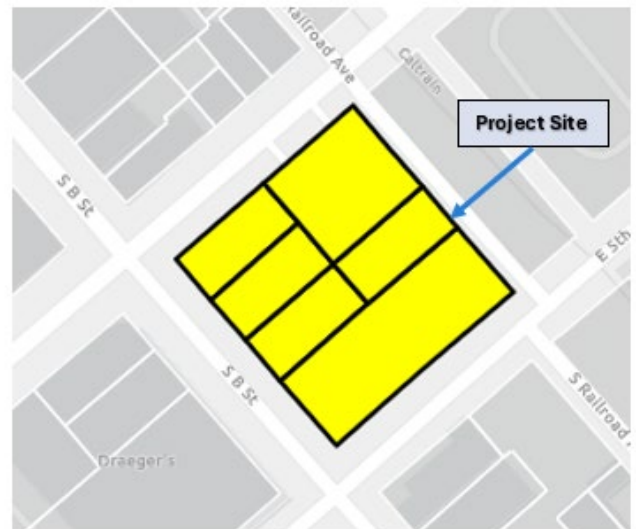 Railroad Ave
Caltrain
Project Site
S B St
E 5th
S B St
S Railroad
Draeger's